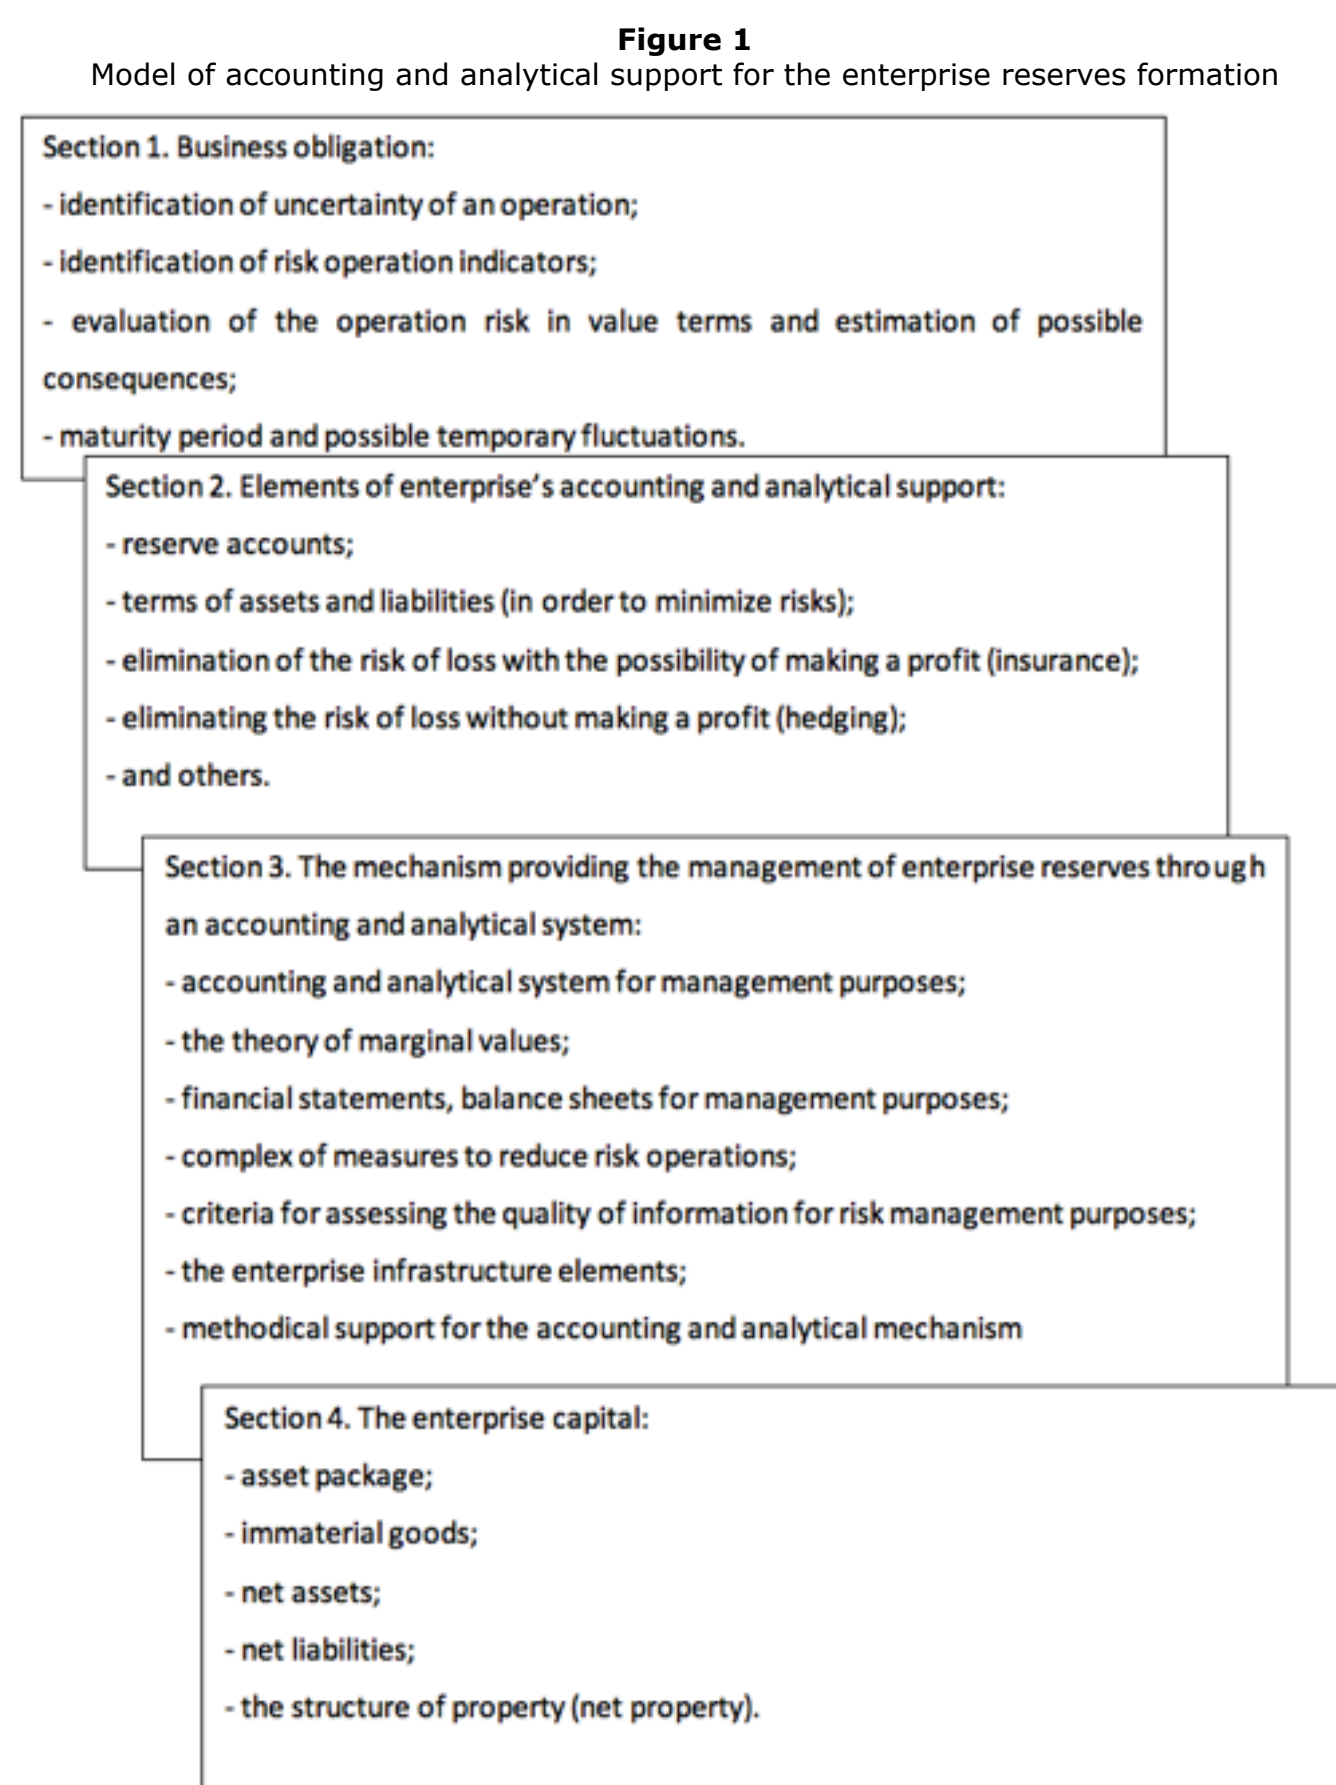 Figure 1
Model of accounting and analytical support for the enterprise reserves formation
Section 1. Business obligation:
- identification of uncertainty of an operation;
- identification of risk operation indicators;
- evaluation of the operation risk in value terms and estimation of possible
consequences;
- maturity period and possible temporary fluctuations.
Section 2. Elements of enterprise’s accounting and analytical support:
- reserve accounts;
- terms of assets and liabilities (in order to minimize risks);
- elimination of the risk of loss with the possibility of making a profit (insurance);
- eliminating the risk of loss without making a profit (hedging);
- and others.
Section 3. The mechanism providing the management of enterprise reserves through
an accounting and analytical system:
- accounting and analytical system for management purposes;
- the theory of marginal values;
- financial statements, balance sheets for management purposes;
- complex of measures to reduce risk operations;
- criteria for assessing the quality of information for risk management purposes;
- the enterprise infrastructure elements;
- methodical support for the accounting and analytical mechanism
Section 4. The enterprise capital:
- asset package;
- immaterial goods;
- net assets;
- net liabilities;
- the structure of property (net property).